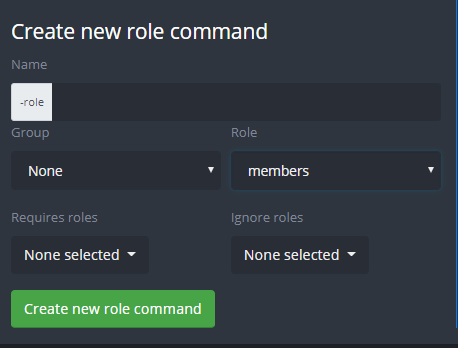 Create new role command
Name
-role
Group
Role
None
members
Requires roles
Ignore roles
None selected
None selected
Create new role command